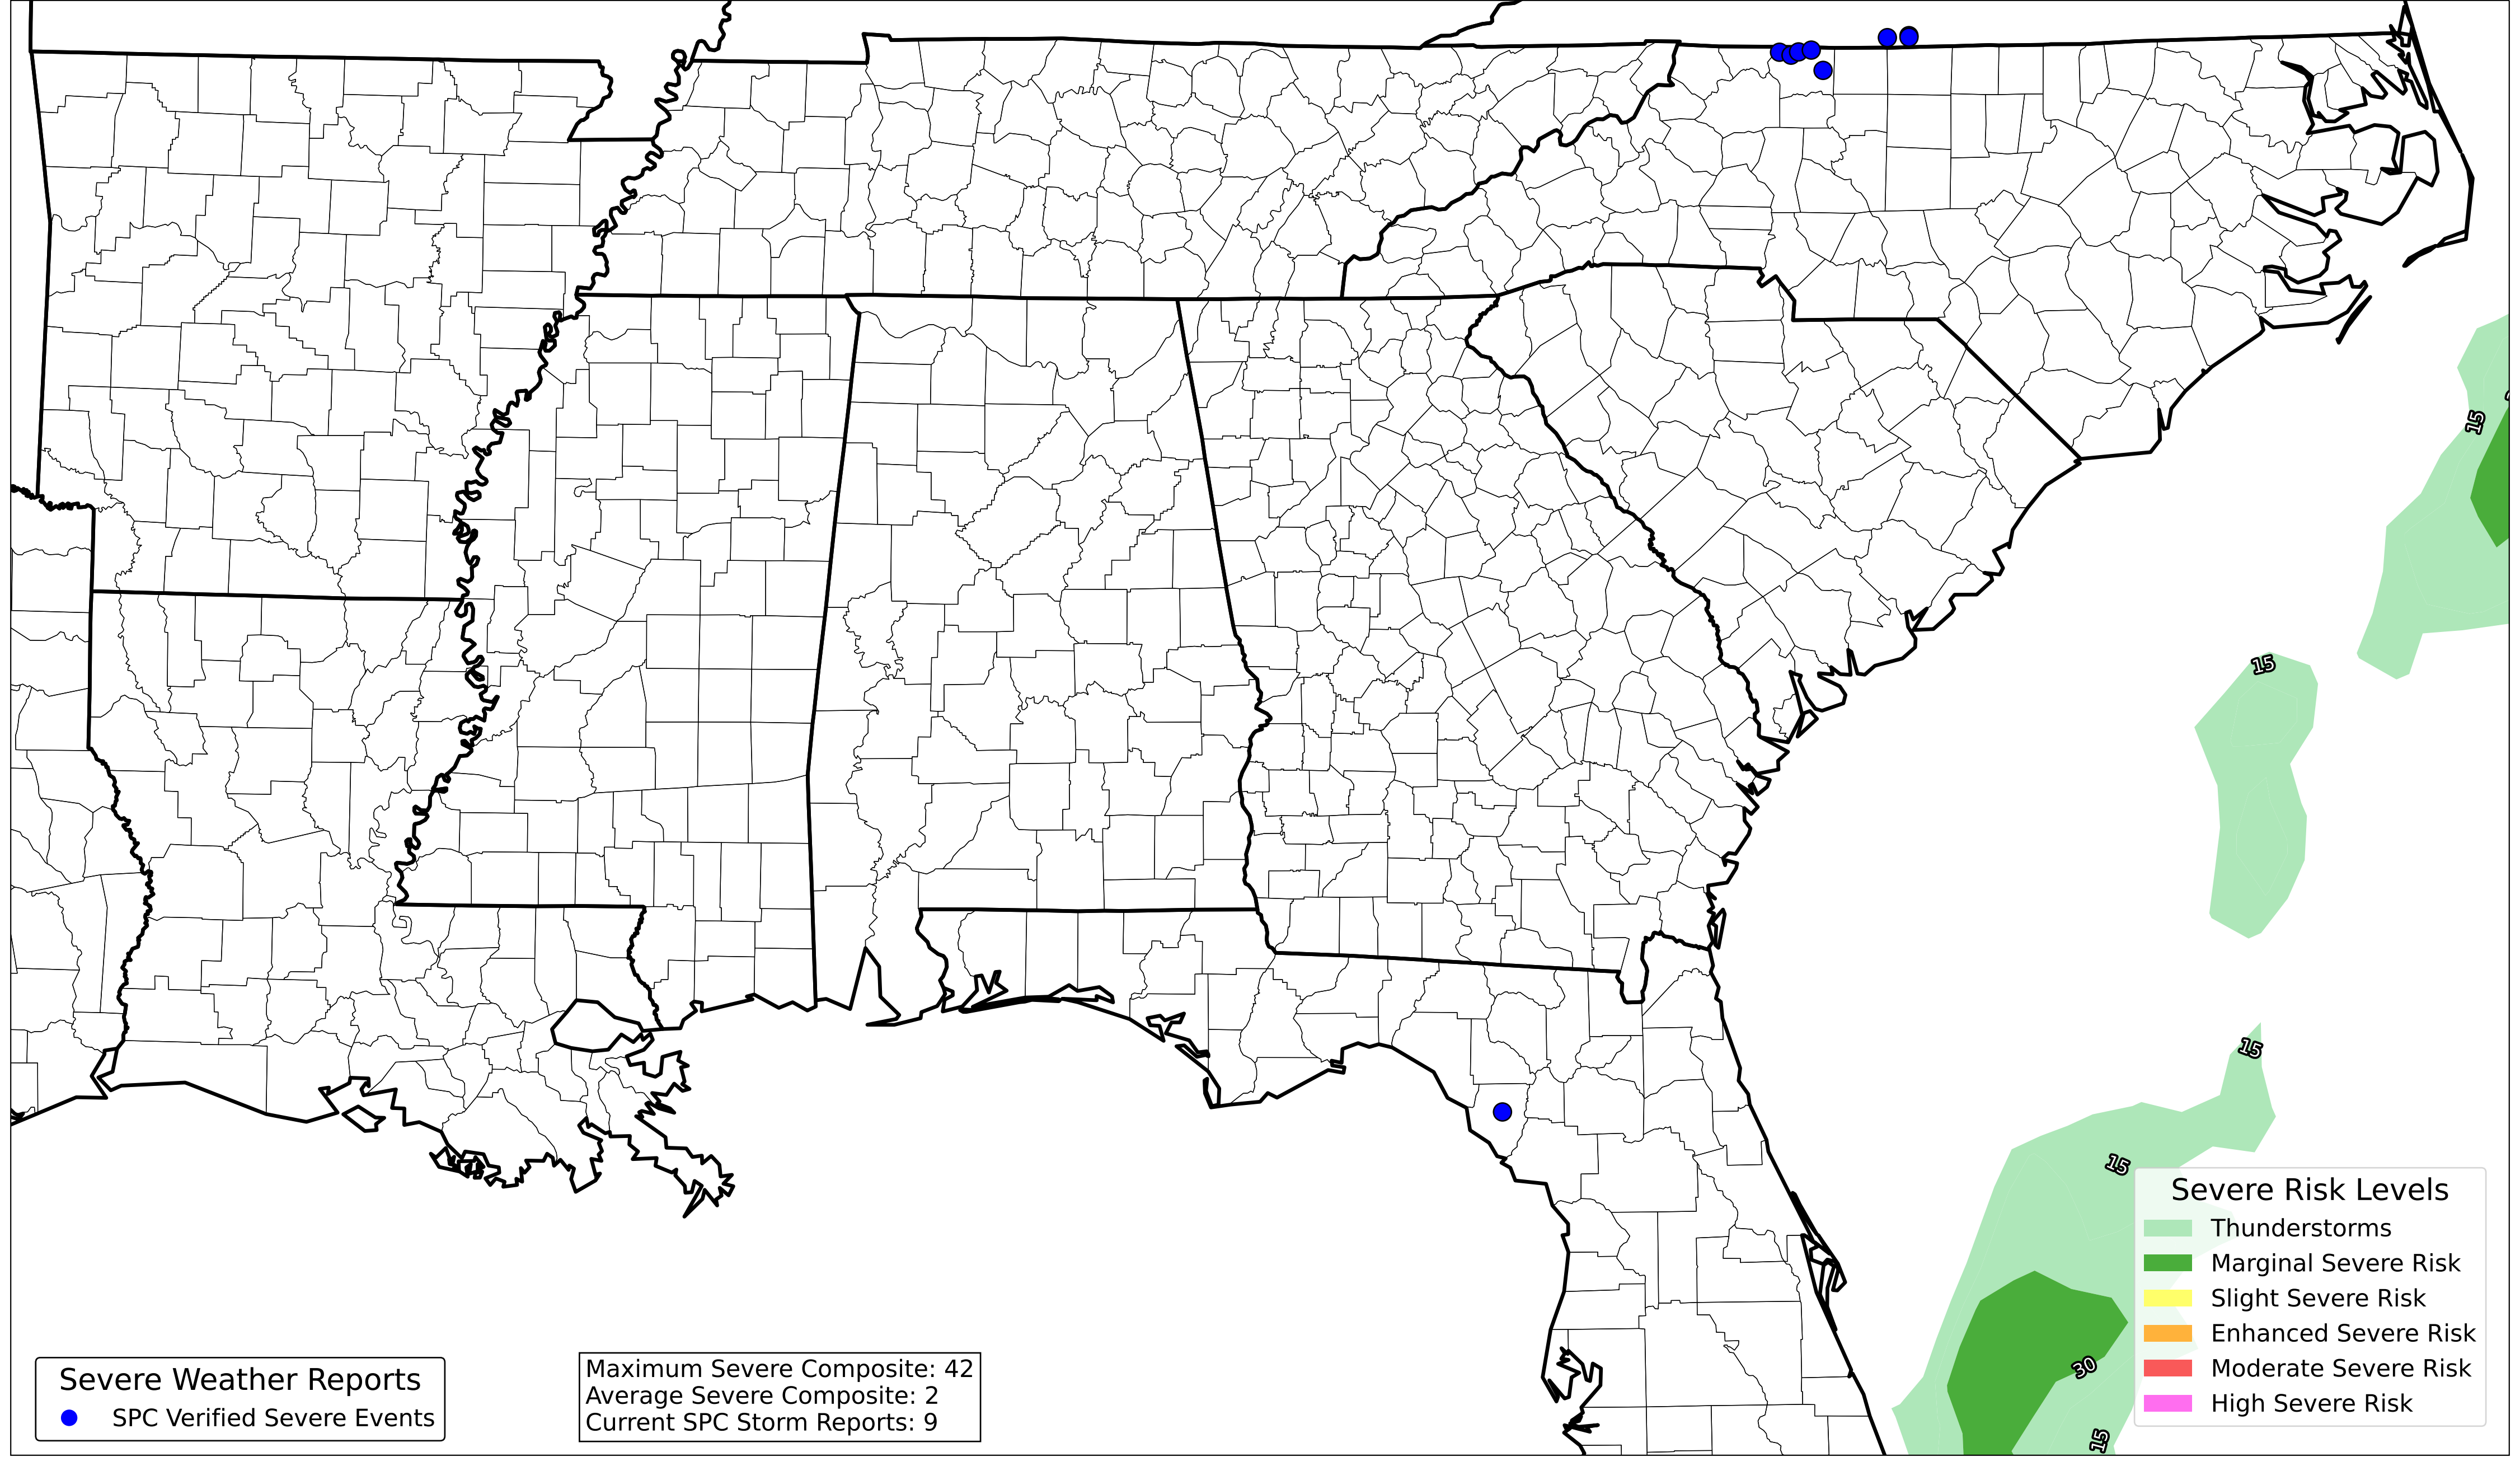 15
15
15
15
30
15
Severe Risk Levels
Thunderstorms
Marginal Severe Risk
Slight Severe Risk
Enhanced Severe Risk
Moderate Severe Risk
High Severe Risk
Severe Weather Reports
SPC Verified Severe Events
Maximum Severe Composite: 42
Average Severe Composite: 2
Current SPC Storm Reports: 9